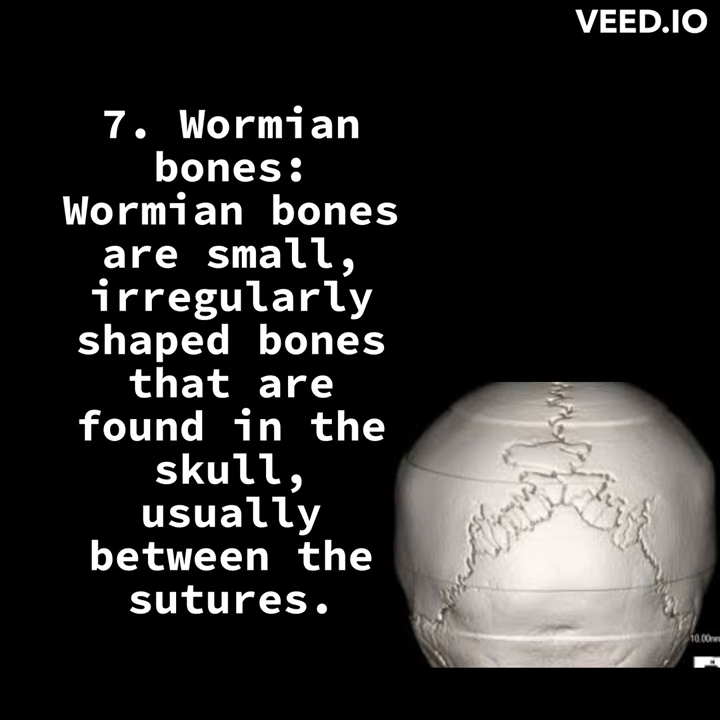 VEED.IO
7. Wormian
bones:
Wormian bones
are small,
irregularly
shaped bones
that are
found in the
skull,
usually
between the
sutures.